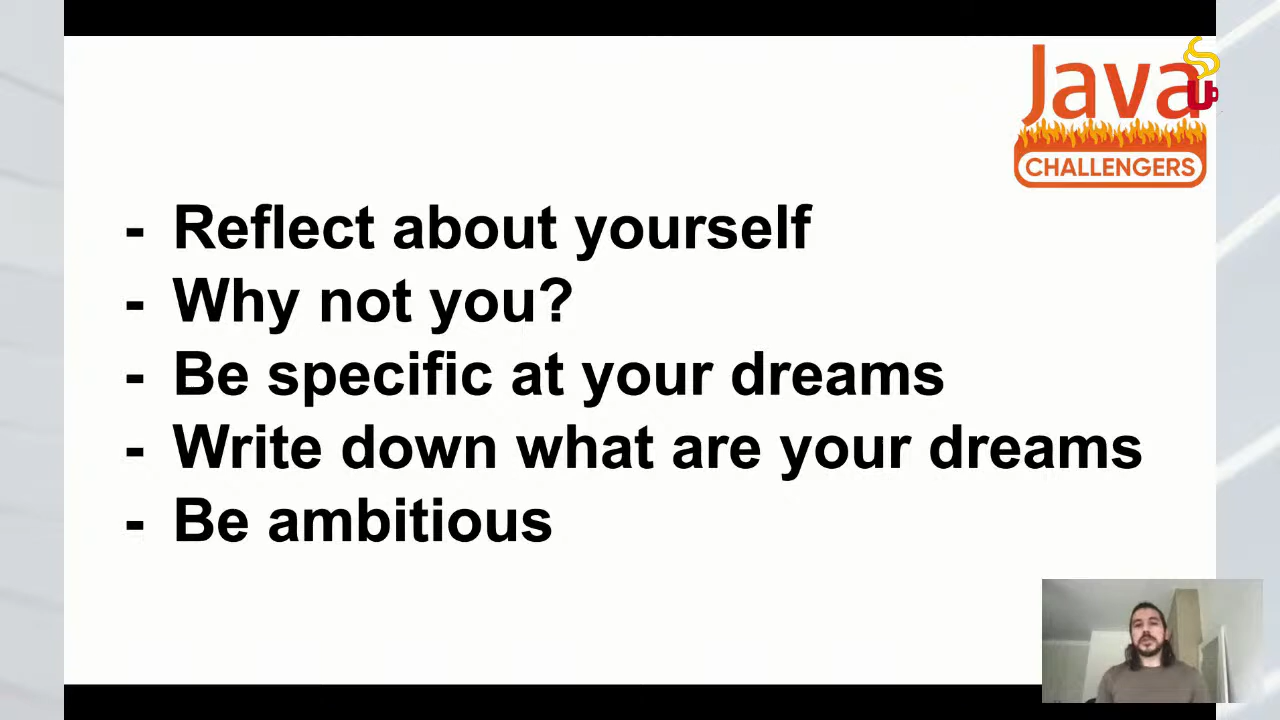 Java
CHALLENGERS
- Reflect about yourself
- Why not you?
- Be specific at your dreams
- Write down what are your dreams
- Be ambitious